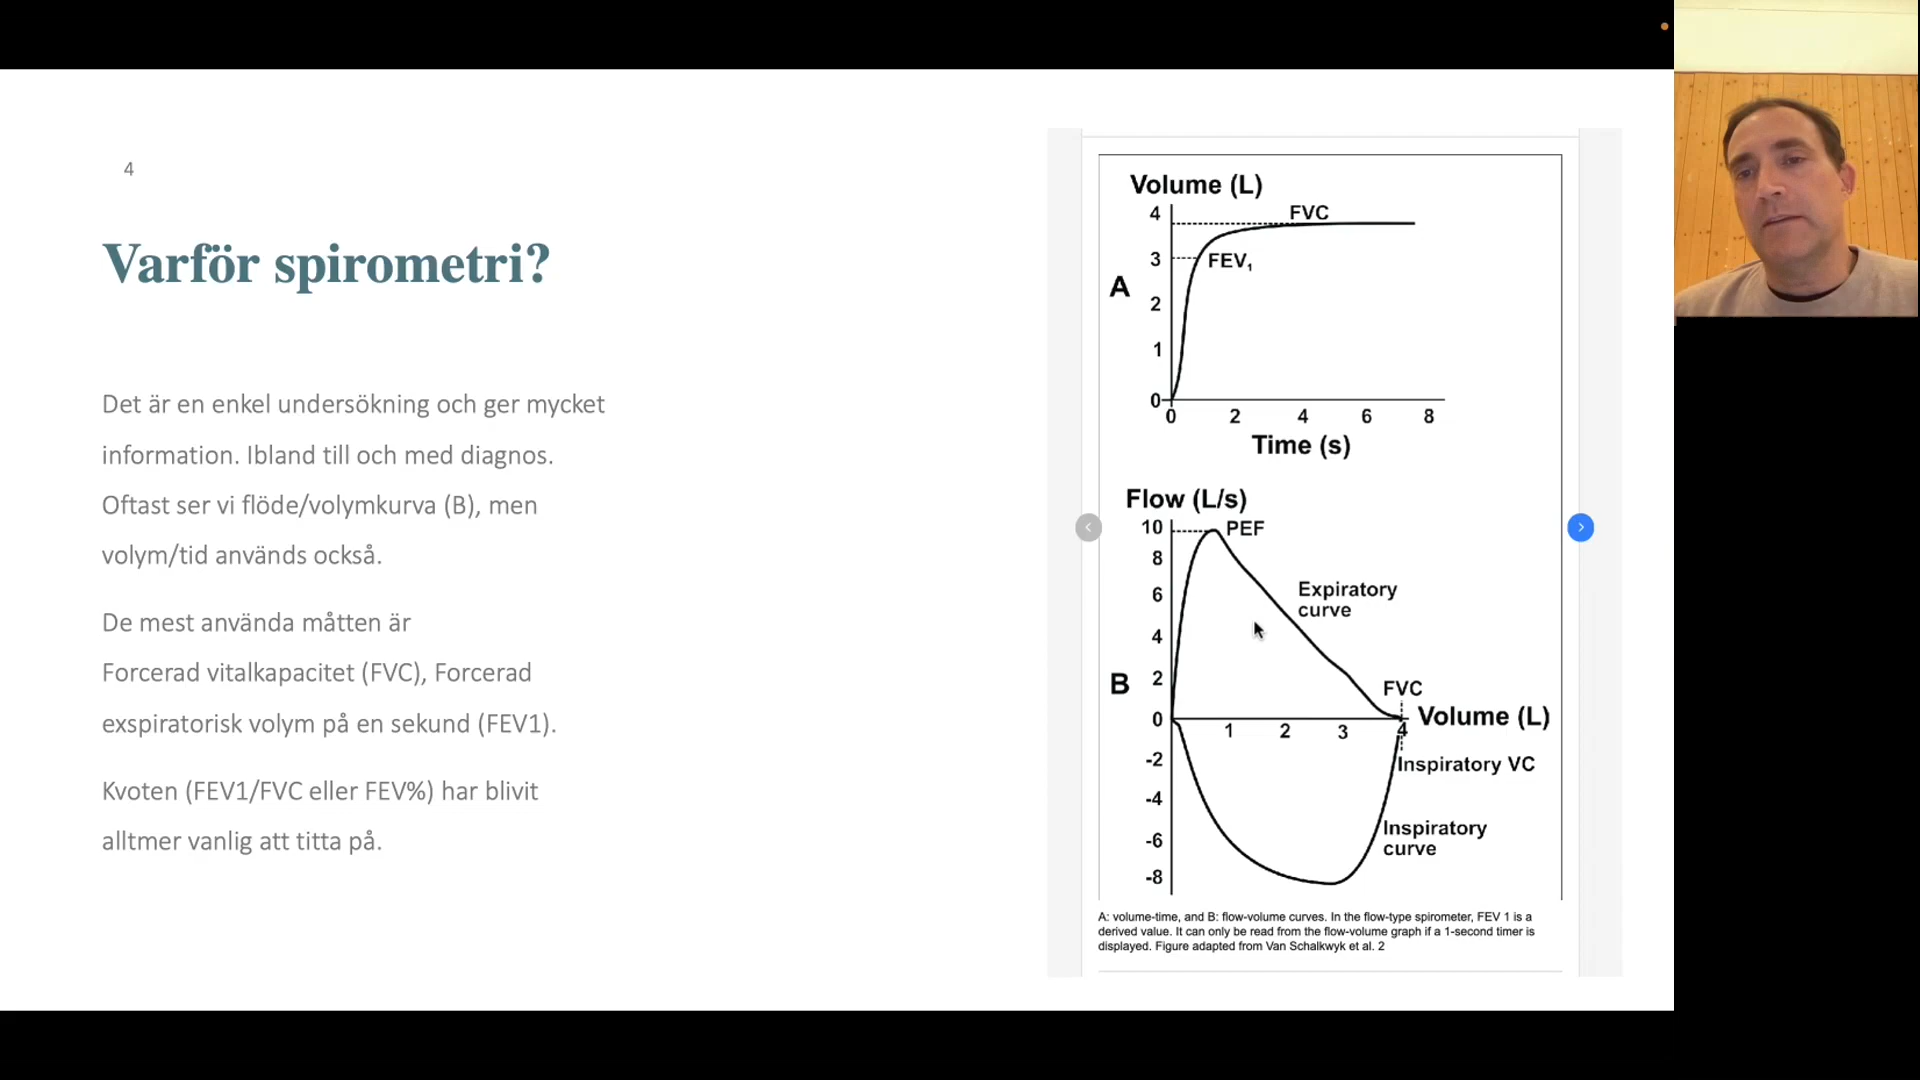 4
Varför spirometri?
Det är en enkel undersökning och ger mycket
information. Ibland till och med diagnos.
Oftast ser vi flöde/volymkurva (B), men
volym/tid används också.
De mest använda måtten är
Forcerad vitalkapacitet (FVC), Forcerad
exspiratorisk volym på en sekund (FEV1).
Kvoten (FEV1/FVC eller FEV%) har blivit
alltmer vanlig att titta på.
Volume (L)
4
FVC
3
FEV₁
A
2
1
0
0 2 4 6 8
Time (s)
Flow (L/s)
10
PEF
8
6
Expiratory
curve
4
B
2
FVC
0
Volume (L)
1 2 3 4
-2
Inspiratory VC
-4
-6
Inspiratory
curve
-8
A: volume-time, and B: flow-volume curves. In the flow-type spirometer, FEV 1 is a
derived value. It can only be read from the flow-volume graph if a 1-second timer is
displayed. Figure adapted from Van Schalkwyk et al. 2